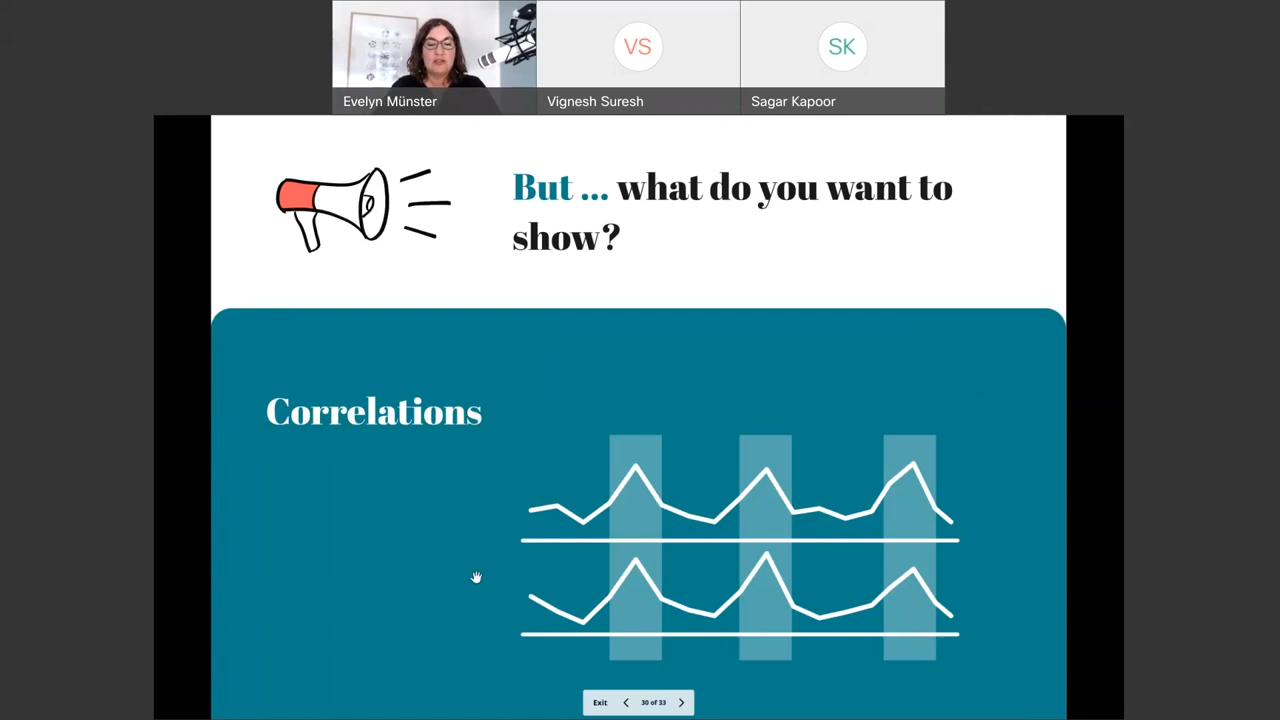 VS
SK
Evelyn Münster
Vignesh Suresh
Sagar Kapoor
But ... what do you want to
show?
Correlations
Exit
30 of 33